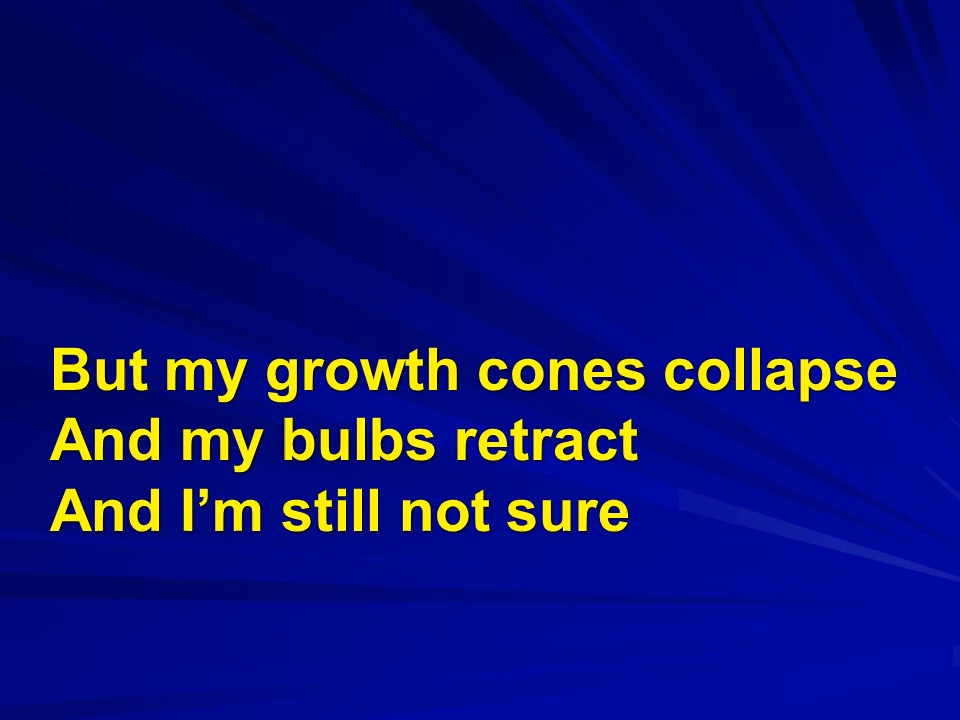 But my growth cones collapse
And my bulbs retract
And I’m still not sure